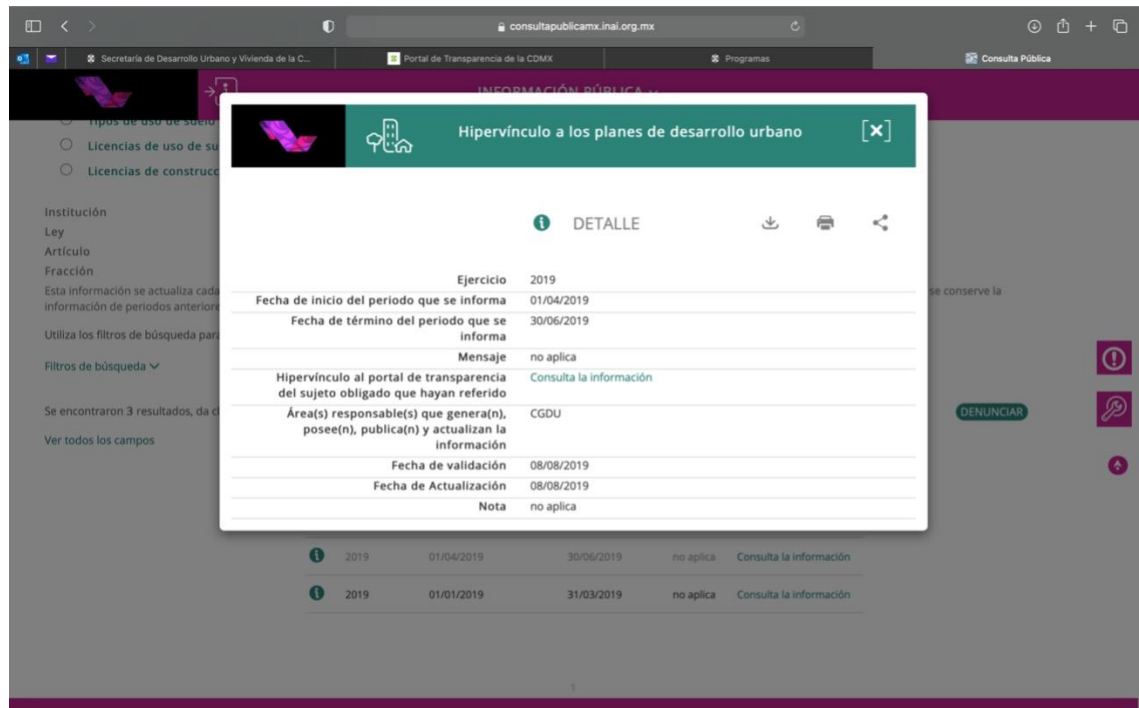 consultapublicamx.inai.org.mx
Secretaría de Desarrollo Urbano y Vivienda de la C...
Portal de Transparencia de la CDMX
Programas
Consulta Pública
INFORMACIÓN PÚBLICA
Tipos de uso de suelo
Licencias de uso de su
Licencias de construcc
Hipervínculo a los planes de desarrollo urbano
[×]
DETALLE
Institución
Ley
Artículo
Fracción
Esta información se actualiza cada
se conserve la
información de periodos anteriore
Utiliza los filtros de búsqueda para
Filtros de búsqueda
Se encontraron 3 resultados, da cl
DENUNCIAR
Ver todos los campos
Ejercicio 2019
Fecha de inicio del periodo que se informa 01/04/2019
Fecha de término del periodo que se 30/06/2019
informa
Mensaje no aplica
Hipervínculo al portal de transparencia Consulta la información
del sujeto obligado que hayan referido
Área(s) responsable(s) que genera(n), CGDU
posee(n), publica(n) y actualizan la
información
Fecha de validación 08/08/2019
Fecha de Actualización 08/08/2019
Nota no aplica
2019 01/04/2019 30/06/2019 no aplica Consulta la información
2019 01/01/2019 31/03/2019 no aplica Consulta la información
1